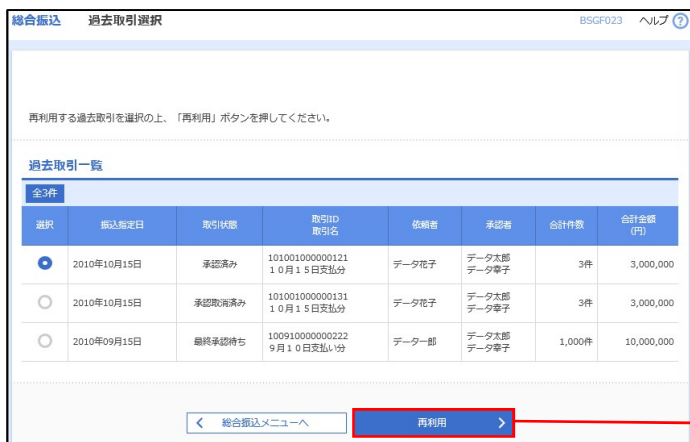 総合振込 過去取引選択 BSGF023 ヘルプ ?
再利用する過去取引を選択の上、「再利用」ボタンを押してください。
過去取引一覧
全3件
選択 振込指定日 取引状態 取引ID 取引名 依頼者 承認者 合計件数 合計金額 (円)
2010年10月15日 承認済み 101001000000121 データ花子 データ太郎 3件 3,000,000
10月15日支払分 データ幸子
2010年10月15日 承認取消済み 101001000000131 データ花子 データ太郎 3件 3,000,000
10月15日支払分 データ幸子
2010年09月15日 最終承認待ち 100910000000222 データ一郎 データ太郎 1,000件 10,000,000
9月10日支払い分 データ幸子
総合振込メニューへ 再利用